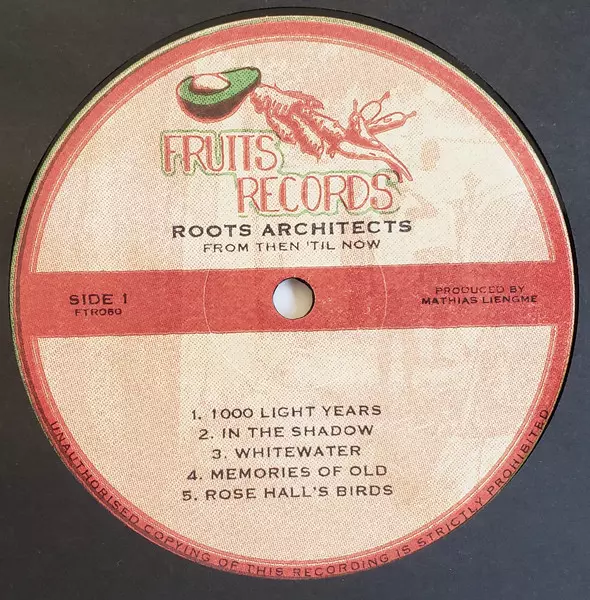 FRUITS
RECORDS
ROOTS ARCHITECTS
FROM THEN 'TIL NOW
SIDE 1
FTR060
PRODUCED BY
MATHIAS LIENGME
1. 1000 LIGHT YEARS
2. IN THE SHADOW
3. WHITEWATER
4. MEMORIES OF OLD
5. ROSE HALL'S BIRDS
UNAUTHORISED COPYING OF THIS RECORDING IS STRICTLY PROHIBITED.